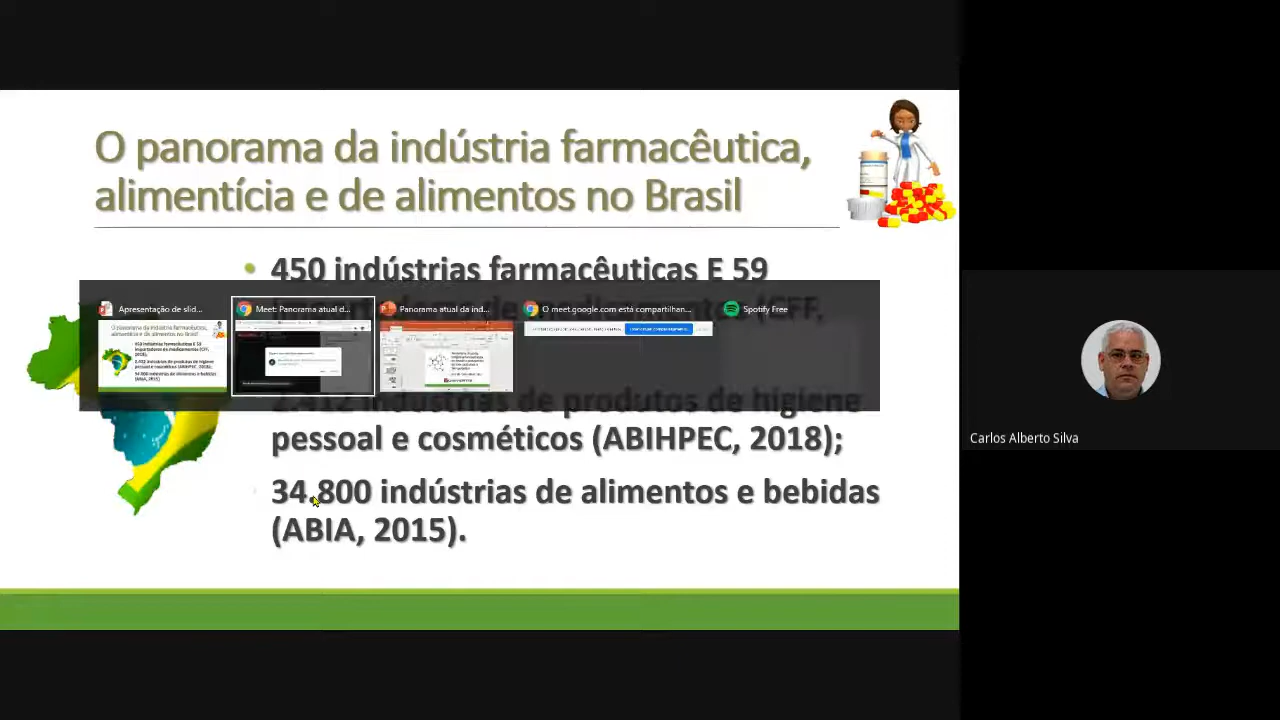 O panorama da indústria farmacêutica,
alimentícia e de alimentos no Brasil
• 450 indústrias farmacêuticas E 59
(CFF,
Apresentação de slid...
Meet: Panorama atual d...
Panorama atual da ind...
O meet.google.com está compartilhan...
Spotify Free
2.412 indústrias de produtos de higiene
pessoal e cosméticos (ABIHPEC, 2018);
34.800 indústrias de alimentos e bebidas
(ABIA, 2015).
Carlos Alberto Silva